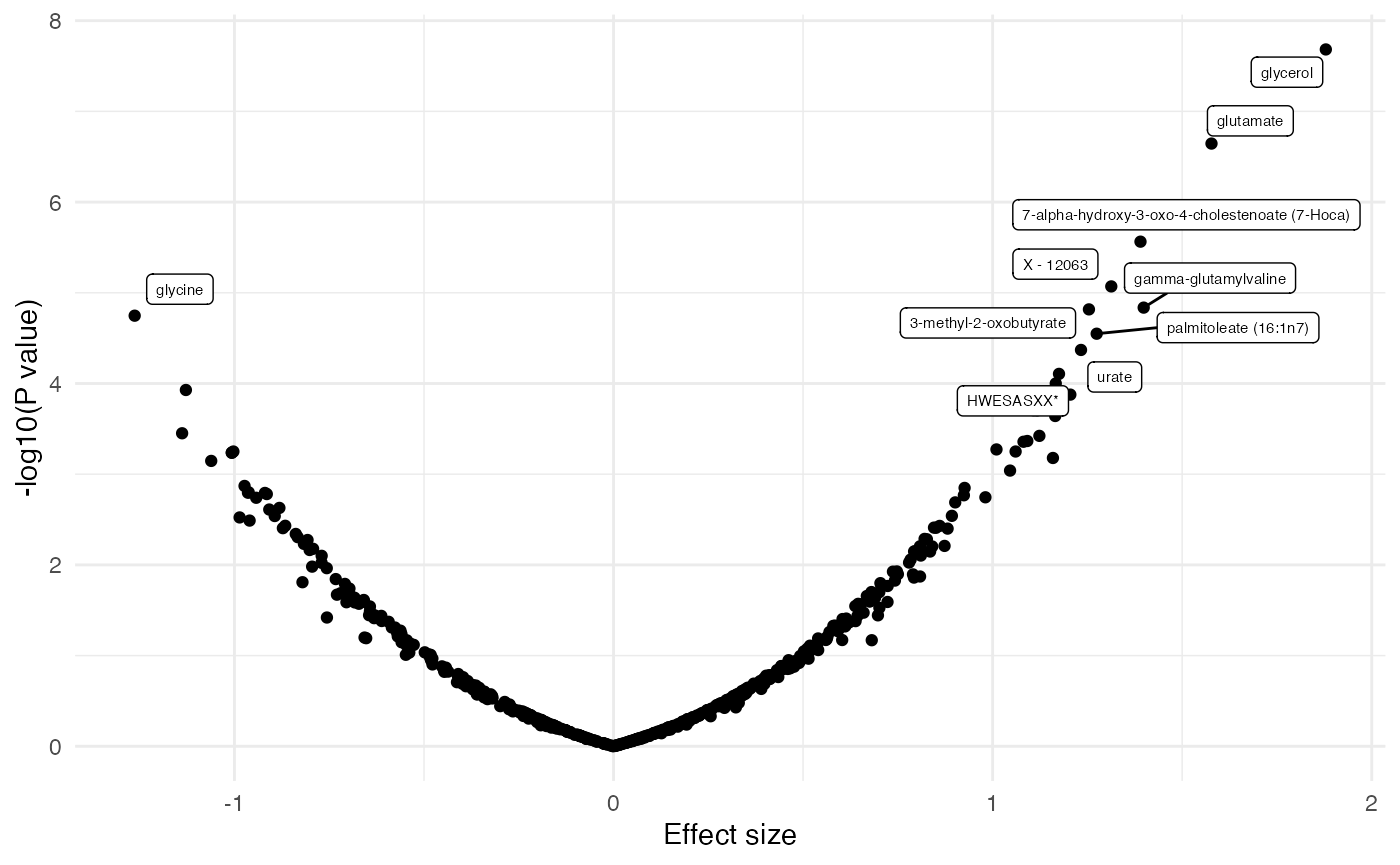 8
glycerol
glutamate
6
7-alpha-hydroxy-3-oxo-4-cholestenoate (7-Hoca)
X - 12063
gamma-glutamylvaline
glycine
3-methyl-2-oxobutyrate
palmitoleate (16:1n7)
4
urate
HWESASXX*
2
0
-log10(P value)
-1
0
1
2
Effect size